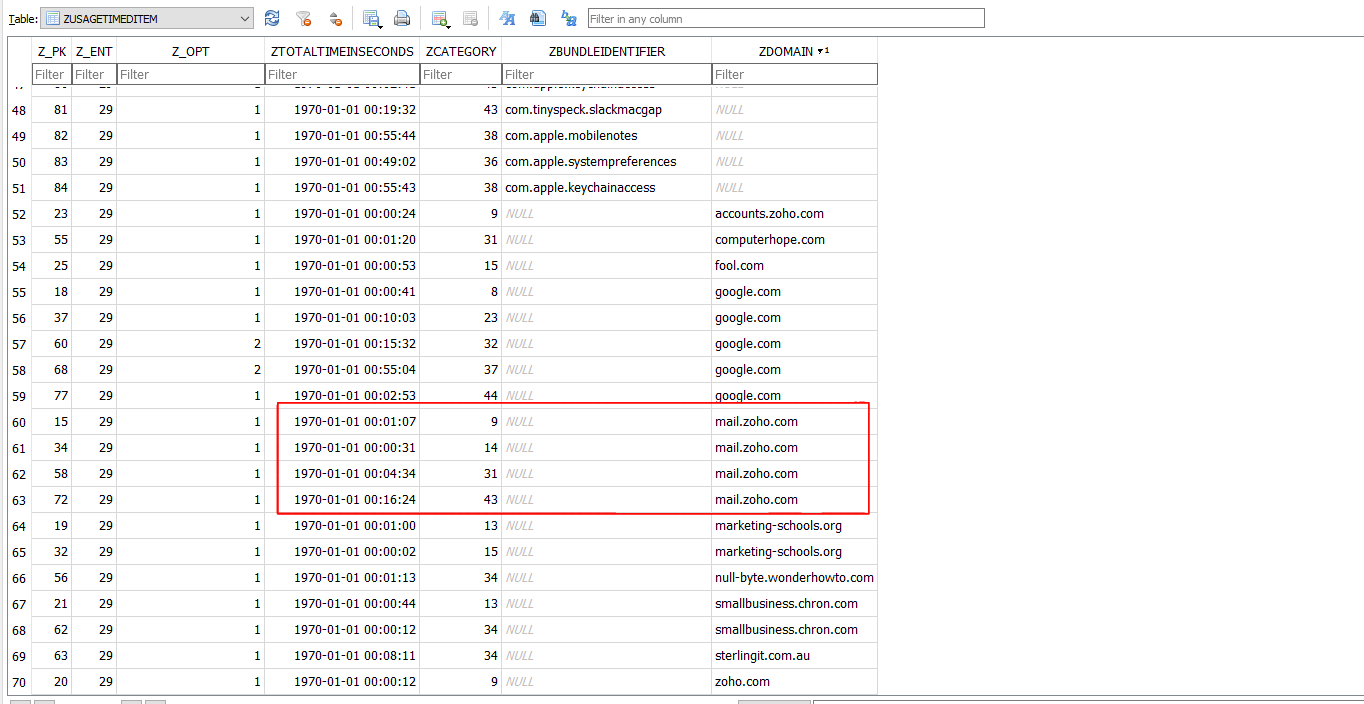 Table: ZUSAGETIMEDITEM Filter in any column
Z_PK Z_ENT Z_OPT ZTOTALTIMEINSECONDS ZCATEGORY ZBUNDLEIDENTIFIER ZDOMAIN 1
Filter Filter Filter Filter Filter Filter Filter
48 81 29 1 1970-01-01 00:19:32 43 com.tinyspeck.slackmacgap NULL
49 82 29 1 1970-01-01 00:55:44 38 com.apple.mobilenotes NULL
50 83 29 1 1970-01-01 00:49:02 36 com.apple.systempreferences NULL
51 84 29 1 1970-01-01 00:55:43 38 com.apple.keychainaccess NULL
52 23 29 1 1970-01-01 00:00:24 9 NULL accounts.zoho.com
53 55 29 1 1970-01-01 00:01:20 31 NULL computerhope.com
54 25 29 1 1970-01-01 00:00:53 15 NULL fool.com
55 18 29 1 1970-01-01 00:00:41 8 NULL google.com
56 37 29 1 1970-01-01 00:10:03 23 NULL google.com
57 60 29 2 1970-01-01 00:15:32 32 NULL google.com
58 68 29 2 1970-01-01 00:55:04 37 NULL google.com
59 77 29 1 1970-01-01 00:02:53 44 NULL google.com
60 15 29 1 1970-01-01 00:01:07 9 NULL mail.zoho.com
61 34 29 1 1970-01-01 00:00:31 14 NULL mail.zoho.com
62 58 29 1 1970-01-01 00:04:34 31 NULL mail.zoho.com
63 72 29 1 1970-01-01 00:16:24 43 NULL mail.zoho.com
64 19 29 1 1970-01-01 00:01:00 13 NULL marketing-schools.org
65 32 29 1 1970-01-01 00:00:02 15 NULL marketing-schools.org
66 56 29 1 1970-01-01 00:01:13 34 NULL null-byte.wonderhowto.com
67 21 29 1 1970-01-01 00:00:44 13 NULL smallbusiness.chron.com
68 62 29 1 1970-01-01 00:00:12 34 NULL smallbusiness.chron.com
69 63 29 1 1970-01-01 00:08:11 34 NULL sterlingit.com.au
70 20 29 1 1970-01-01 00:00:12 9 NULL zoho.com